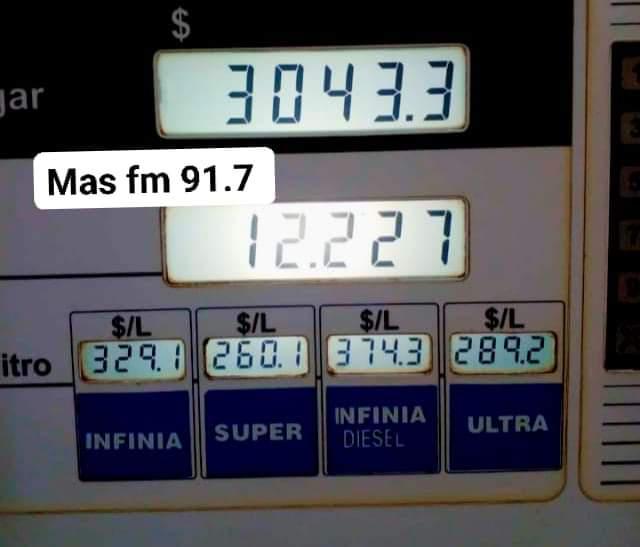 $
gar
3043.3
Mas fm 91.7
12.227
itro
$/L $/L $/L $/L
329.1 260.1 374.3 289.2
INFINIA SUPER INFINIA DIESEL ULTRA